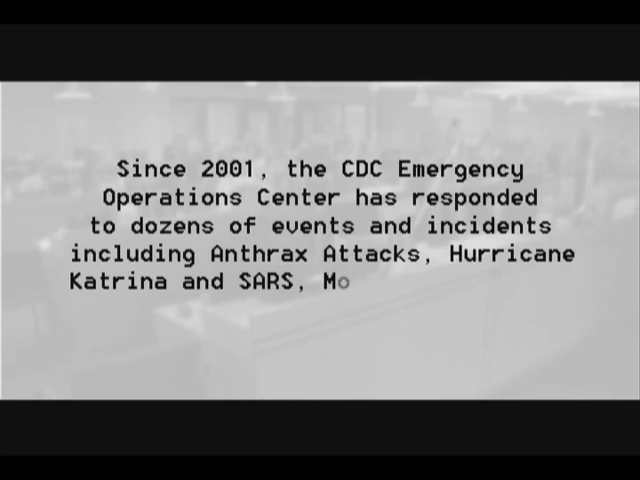 Since 2001, the CDC Emergency
Operations Center has responded
to dozens of events and incidents
including Anthrax Attacks, Hurricane
Katrina and SARS, Mo